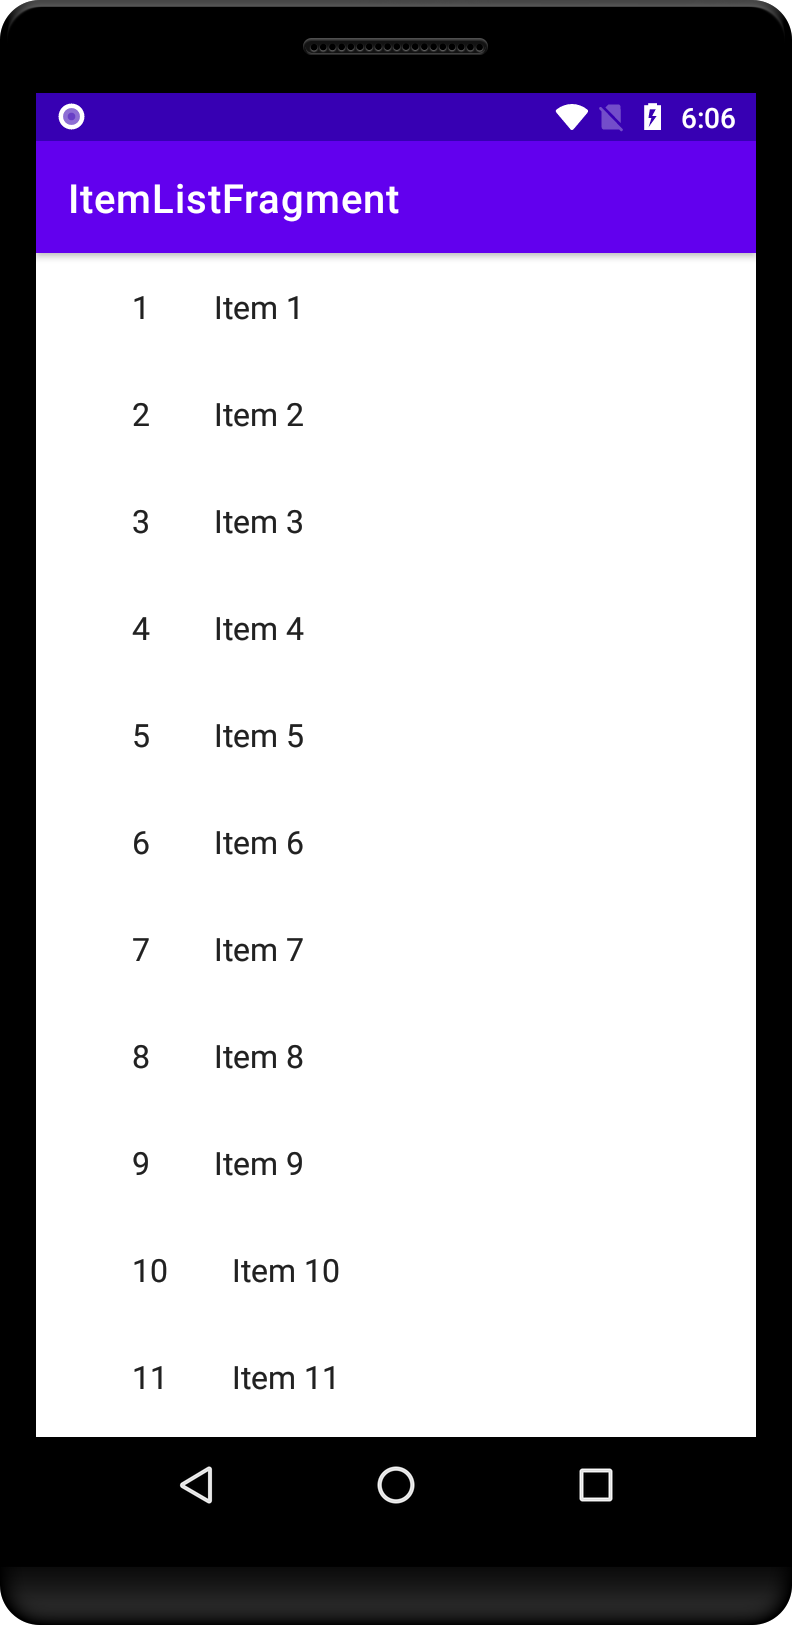 6:06
ItemListFragment
1 Item 1
2 Item 2
3 Item 3
4 Item 4
5 Item 5
6 Item 6
7 Item 7
8 Item 8
9 Item 9
10 Item 10
11 Item 11